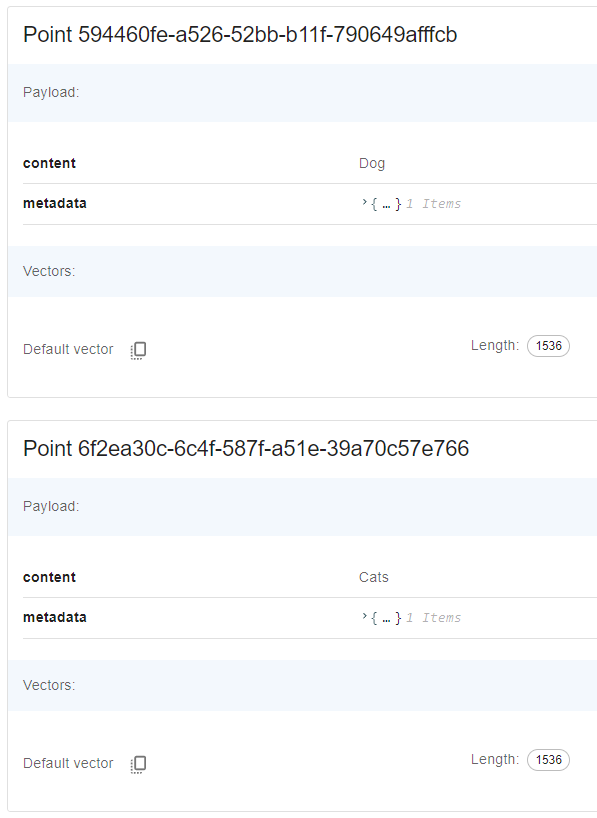 Point 594460fe-a526-52bb-b11f-790649afffcb
Payload:
content Dog
metadata {…} 1 Items
Vectors:
Default vector Length: 1536
Point 6f2ea30c-6c4f-587f-a51e-39a70c57e766
Payload:
content Cats
metadata {…} 1 Items
Vectors:
Default vector Length: 1536